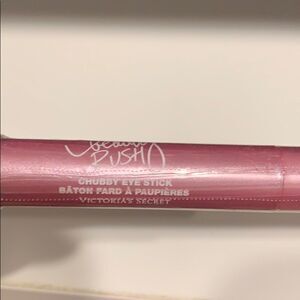 beauty
RUSH
CHUBBY EYE STICK
BÂTON FARD À PAUPIÈRES
VICTORIA'S SECRET